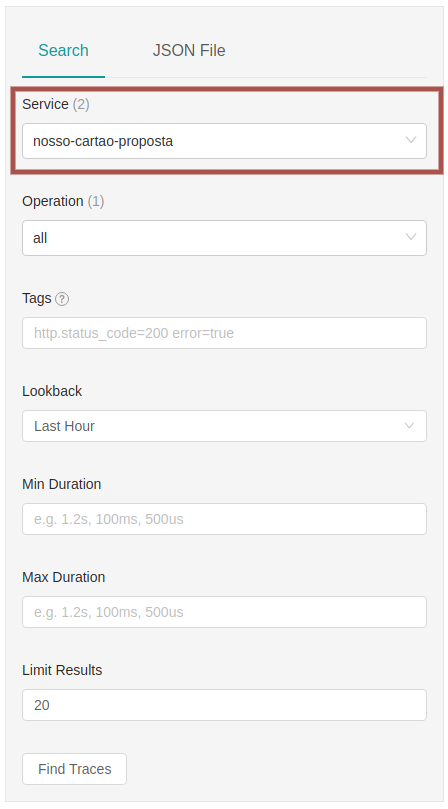 Search JSON File
Service (2)
nosso-cartao-proposta
Operation (1)
all
Tags ?
http.status_code=200 error=true
Lookback
Last Hour
Min Duration
e.g. 1.2s, 100ms, 500us
Max Duration
e.g. 1.2s, 100ms, 500us
Limit Results
20
Find Traces